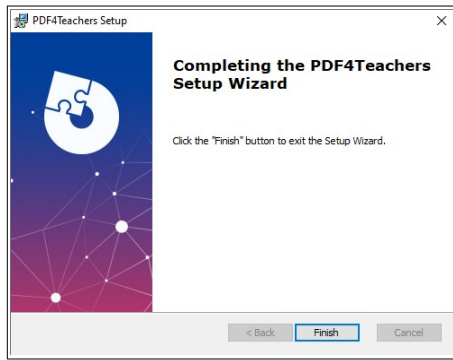 PDF4Teachers Setup
Completing the PDF4Teachers
Setup Wizard
Click the "Finish" button to exit the Setup Wizard.
< Back Finish Cancel